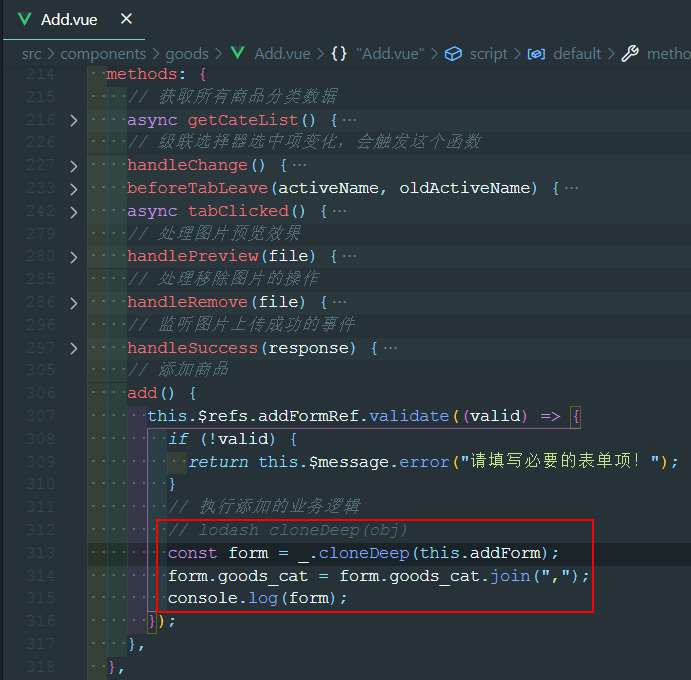 Add.vue ×
src > components > goods > Add.vue > {} "Add.vue" > script > default > metho
214 methods: {
215 // 获取所有商品分类数据
216 > async getCateList() { ⋯
226 // 级联选择器选中项变化，会触发这个函数
227 > handleChange() { ⋯
233 > beforeTabLeave(activeName, oldActiveName) { ⋯
242 > async tabClicked() { ⋯
279 // 处理图片预览效果
280 > handlePreview(file) { ⋯
285 // 处理移除图片的操作
286 > handleRemove(file) { ⋯
296 // 监听图片上传成功的事件
297 > handleSuccess(response) { ⋯
305 // 添加商品
306 add() {
307 this.$refs.addFormRef.validate((valid) => {
308 if (!valid) {
309 return this.$message.error("请填写必要的表单项！");
310 }
311 // 执行添加的业务逻辑
312 // lodash cloneDeep(obj)
313 const form = _.cloneDeep(this.addForm);
314 form.goods_cat = form.goods_cat.join(",");
315 console.log(form);
316 });
317 },
318 },